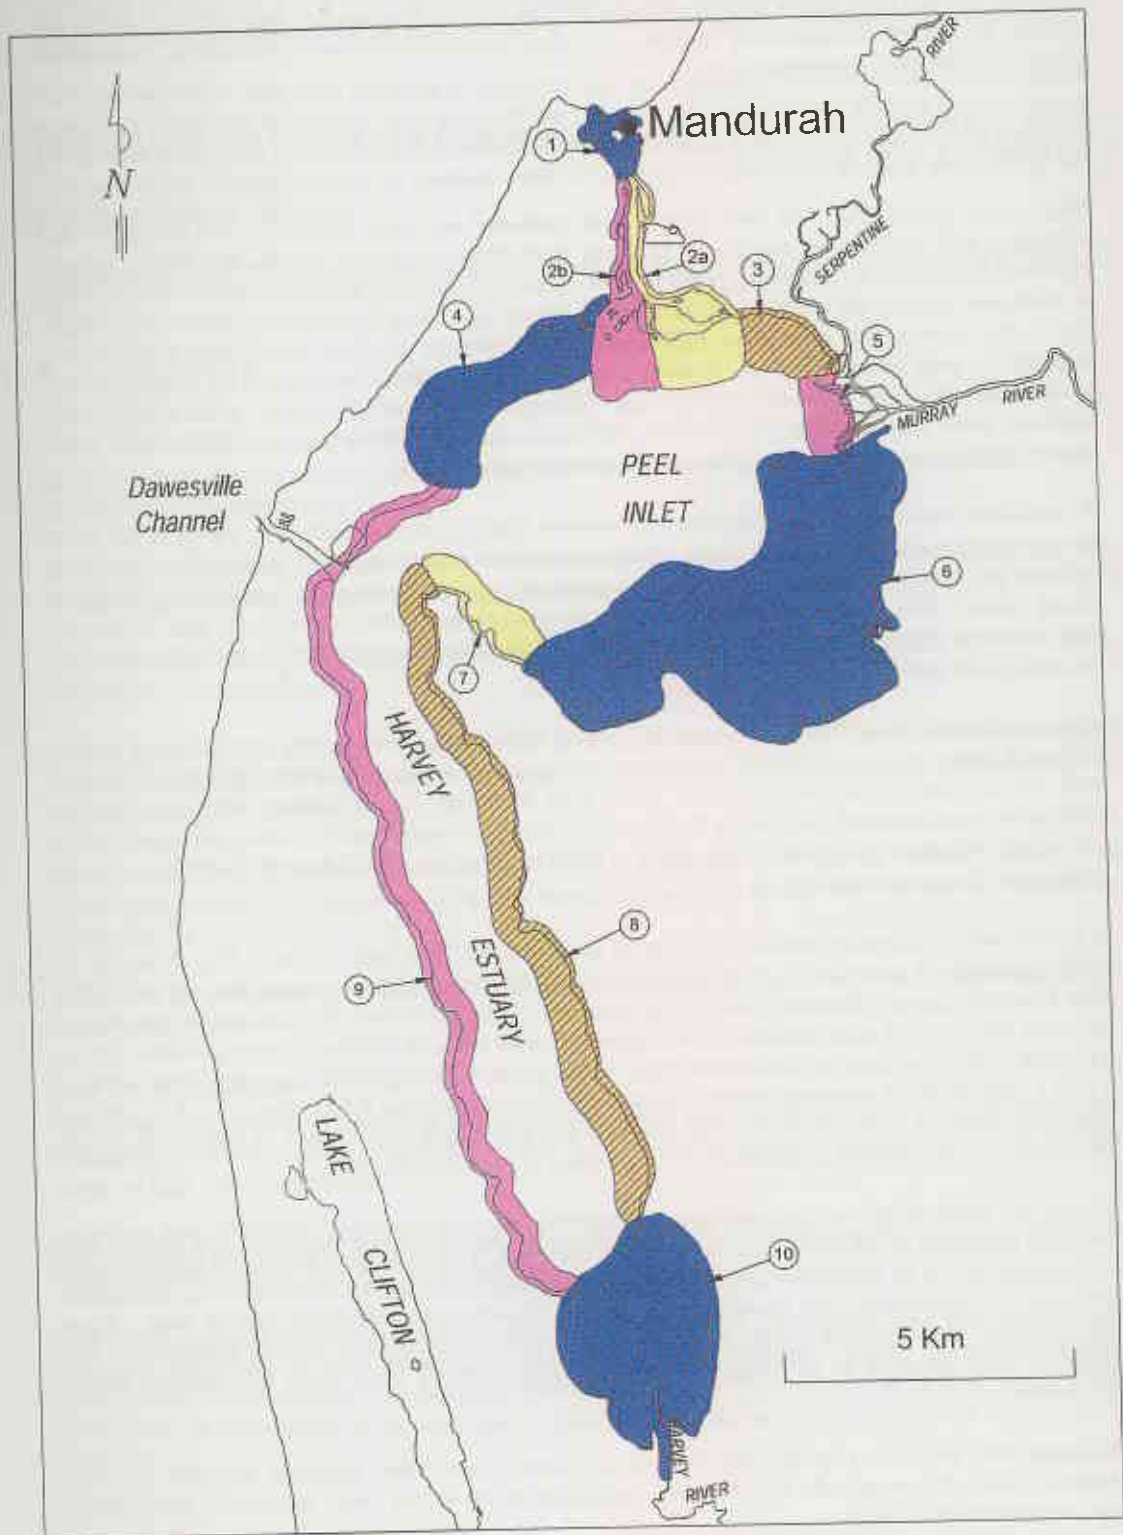 RIVER
Mandurah
1
N
SERPENTINE
2b
2a
3
4
5
RIVER
MURRAY
PEEL
INLET
Dawesville
Channel
6
7
HARVEY
8
ESTUARY
9
LAKE
CLIFTON
10
5 Km
HARVEY
RIVER